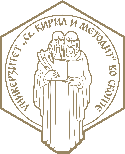 УНИВЕРЗИТЕТ „СВ. КИРИЛ И МЕТОДИЈ" ВО СКОПЈЕ